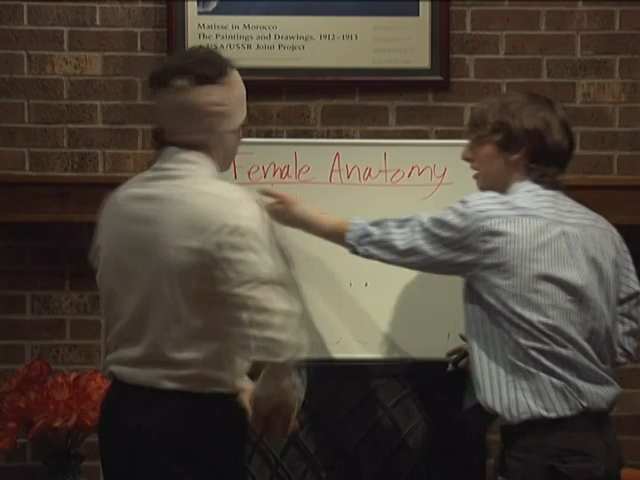 Matisse in Morocco
The Paintings and Drawings, 1912-1913
A USA/USSR Joint Project
Female Anatomy